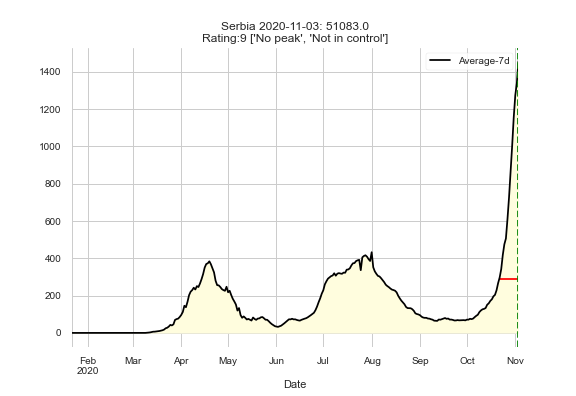 Serbia 2020-11-03: 51083.0
Rating:9 ['No peak', 'Not in control']
Average-7d
1400
1200
1000
800
600
400
200
0
Feb Mar Apr May Jun Jul Aug Sep Oct Nov
2020
Date